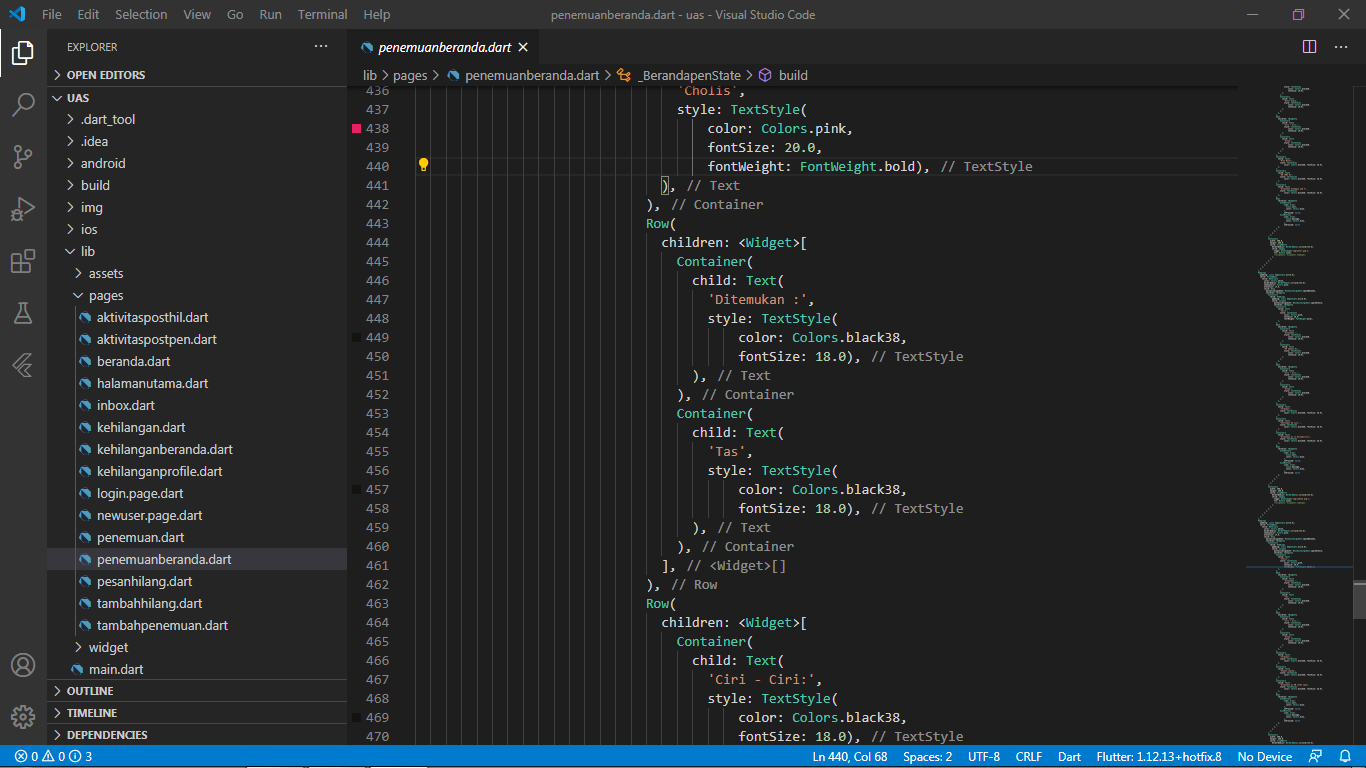 File Edit Selection View Go Run Terminal Help
penemuanberanda.dart - uas - Visual Studio Code
EXPLORER
OPEN EDITORS
UAS
.dart_tool
.idea
android
build
img
ios
lib
assets
pages
aktivitasposthil.dart
aktivitaspostpen.dart
beranda.dart
halamanutama.dart
inbox.dart
kehilangan.dart
kehilanganberanda.dart
kehilanganprofile.dart
login.page.dart
newuser.page.dart
penemuan.dart
penemuanberanda.dart
pesanhilang.dart
tambahhilang.dart
tambahpenemuan.dart
widget
main.dart
OUTLINE
TIMELINE
DEPENDENCIES
penemuanberanda.dart
lib > pages > penemuanberanda.dart > _BerandapenState > build
436 'Cholis',
437 style: TextStyle(
438 color: Colors.pink,
439 fontSize: 20.0,
440 fontWeight: FontWeight.bold), // TextStyle
441 ), // Text
442 ), // Container
443 Row(
444 children: <Widget>[
445 Container(
446 child: Text(
447 'Ditemukan :',
448 style: TextStyle(
449 color: Colors.black38,
450 fontSize: 18.0), // TextStyle
451 ), // Text
452 ), // Container
453 Container(
454 child: Text(
455 'Tas',
456 style: TextStyle(
457 color: Colors.black38,
458 fontSize: 18.0), // TextStyle
459 ), // Text
460 ), // Container
461 ], // <Widget>[]
462 ), // Row
463 Row(
464 children: <Widget>[
465 Container(
466 child: Text(
467 'Ciri - Ciri:',
468 style: TextStyle(
469 color: Colors.black38,
470 fontSize: 18.0), // TextStyle
0 0 3
Ln 440, Col 68 Spaces: 2 UTF-8 CRLF Dart Flutter: 1.12.13+hotfix.8 No Device